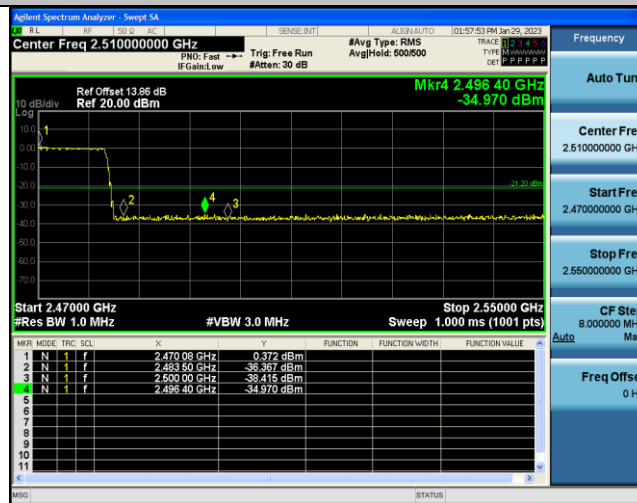 Agilent Spectrum Analyzer - Swept SA
RL RF 50 Ω AC SENSE:INT ALIGNAUTO 01:57:53 PM Jan 29, 2023
Center Freq 2.510000000 GHz
PNO: Fast
IFGain:Low
Trig: Free Run
#Atten: 30 dB
#Avg Type: RMS
Avg|Hold: 500/500
TRACE 1 2 3 4 5 6
TYPE M
DET P P P P P P
Ref Offset 13.86 dB
Ref 20.00 dBm
10 dB/div
Log
Mkr4 2.496 40 GHz
-34.970 dBm
10.0
0.00
-10.0
-20.0
-30.0
-40.0
-50.0
-60.0
-70.0
1
2
4
3
-21.20 dBm
Start 2.47000 GHz Stop 2.55000 GHz
#Res BW 1.0 MHz #VBW 3.0 MHz Sweep 1.000 ms (1001 pts)
MKR MODE TRC SCL X Y FUNCTION FUNCTION WIDTH FUNCTION VALUE
1 N 1 f 2.470 08 GHz 0.372 dBm
2 N 1 f 2.483 50 GHz -36.367 dBm
3 N 1 f 2.500 00 GHz -38.415 dBm
4 N 1 f 2.496 40 GHz -34.970 dBm
5
6
7
8
9
10
11
MSG STATUS
Frequency
Auto Tun
Center Fre
2.510000000 GH
Start Fre
2.470000000 GH
Stop Fre
2.550000000 GH
CF Ste
8.000000 MH
Auto Ma
Freq Offse
0 H